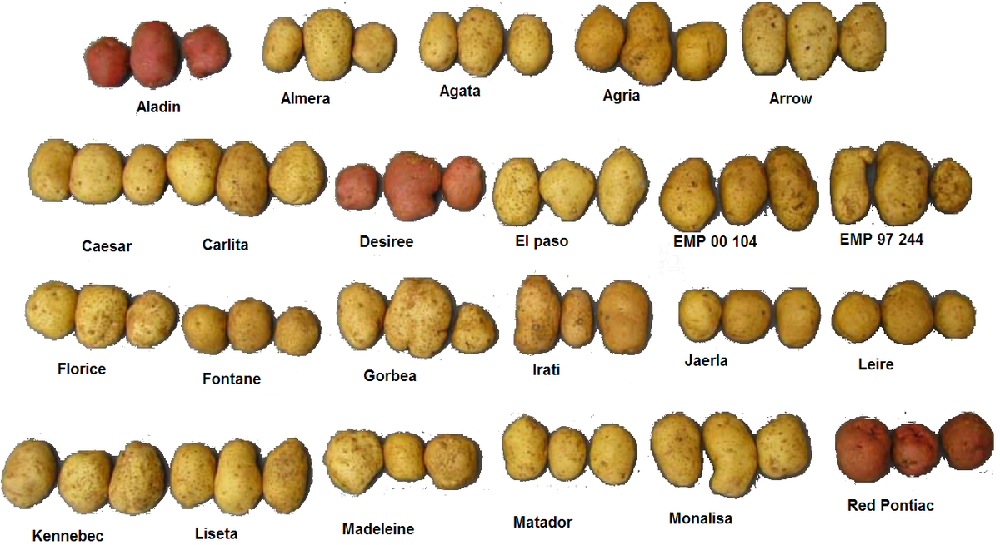 Aladin
Almera
Agata
Agria
Arrow
Caesar
Carlita
Desiree
El paso
EMP 00 104
EMP 97 244
Florice
Fontane
Gorbea
Irati
Jaerla
Leire
Kennebec
Liseta
Madeleine
Matador
Monalisa
Red Pontiac